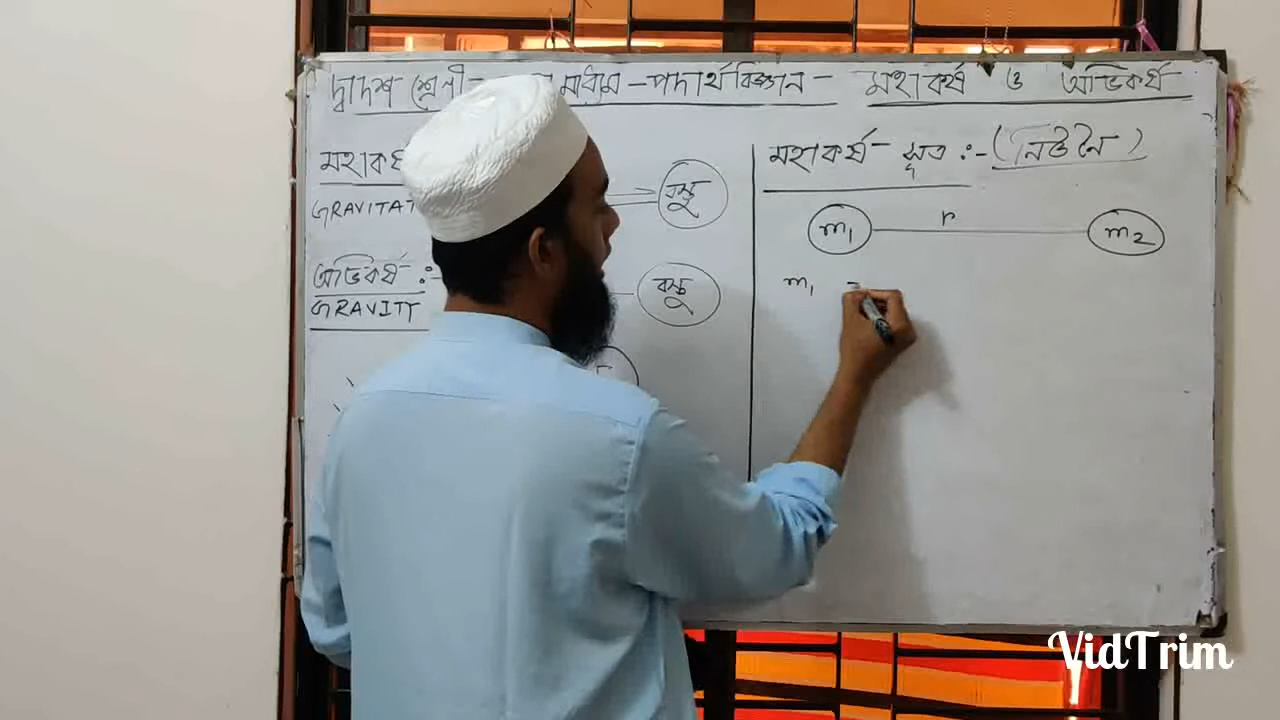 দ্বাদশ শ্রেণী - মাধ্যম - পদার্থবিজ্ঞান - মহাকর্ষ ও অভিকর্ষ
মহাকর্ষ
GRAVITAT
বস্তু
অভিকর্ষ :-
GRAVITY
বস্তু
r
মহাকর্ষ - সূত্র :- (নিউটন)
m₁ r m₂
m₁ =
VidTrim